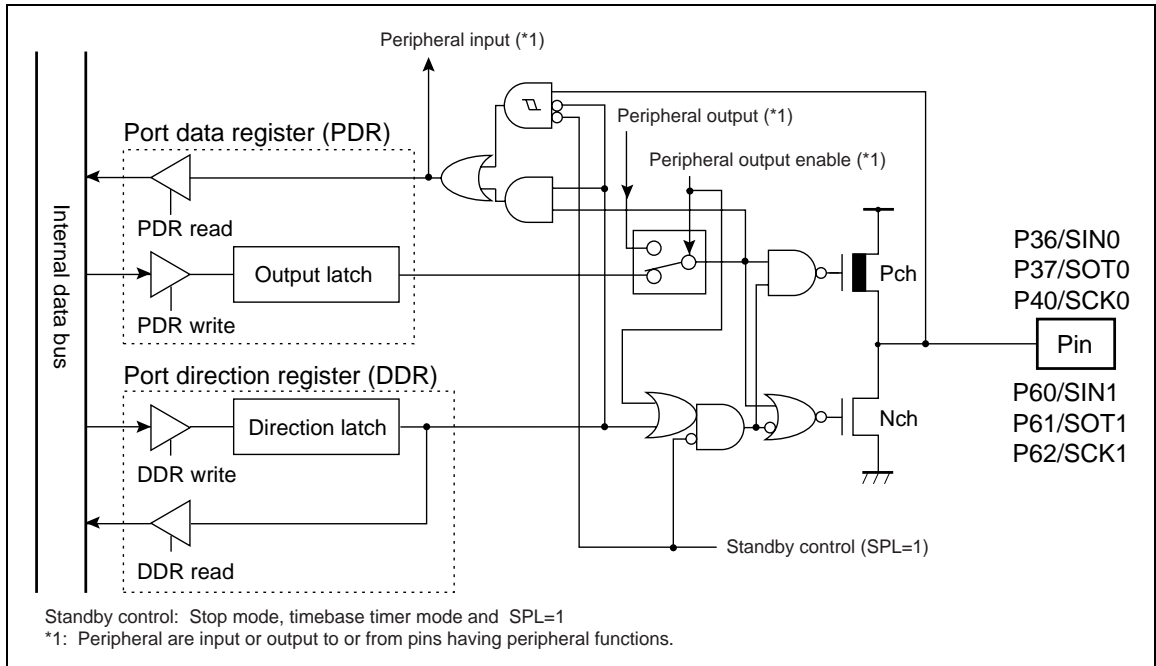 Peripheral input (*1)
Peripheral output (*1)
Port data register (PDR)
Peripheral output enable (*1)
PDR read
Internal data bus
Output latch
PDR write
Pch
P36/SIN0
P37/SOT0
P40/SCK0
Pin
Port direction register (DDR)
Direction latch
DDR write
Nch
P60/SIN1
P61/SOT1
P62/SCK1
Standby control (SPL=1)
DDR read
Standby control: Stop mode, timebase timer mode and SPL=1
*1: Peripheral are input or output to or from pins having peripheral functions.